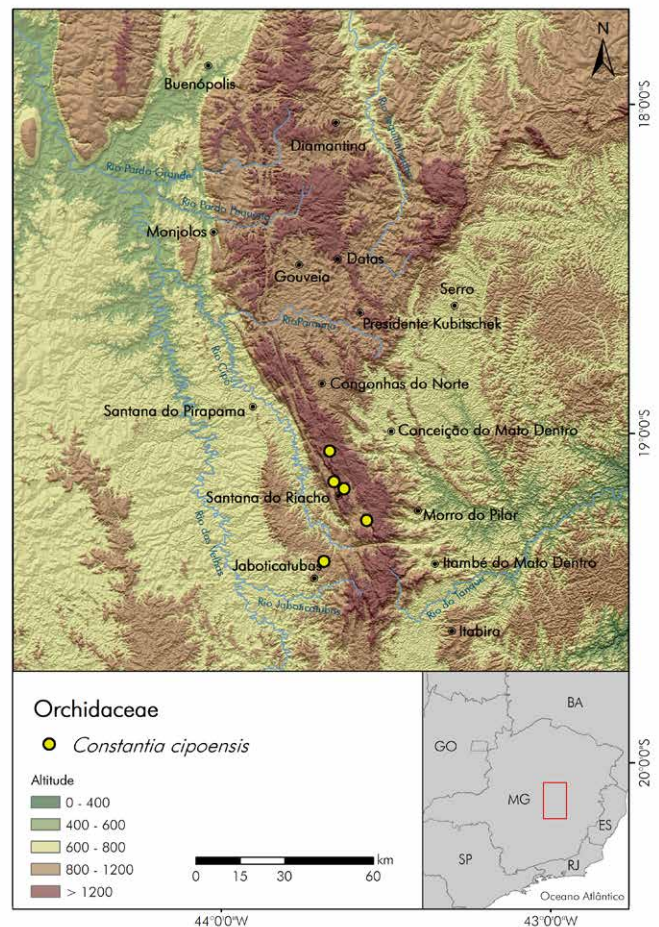 N
Buenópolis
18°0'0"S
Diamantina
Rio Pardo Grande
Rio Pardo Pequeno
Monjolos
Datas
Gouveia
Serro
Rio Paraúna
Presidente Kubitschek
Rio Cipó
Congonhas do Norte
Santana do Pirapama
19°0'0"S
Conceição do Mato Dentro
Santana do Riacho
Morro do Pilar
Rio das Velhas
Jaboticatubas
Itambé do Mato Dentro
Rio Jaboticatubas
Rio do Tanque
Itabira
Orchidaceae
Constantia cipoensis
Altitude
0 - 400
400 - 600
600 - 800
800 - 1200
> 1200
km
0 15 30 60
BA
GO
MG
ES
SP
RJ
Oceano Atlântico
20°0'0"S
44°0'0"W
43°0'0"W